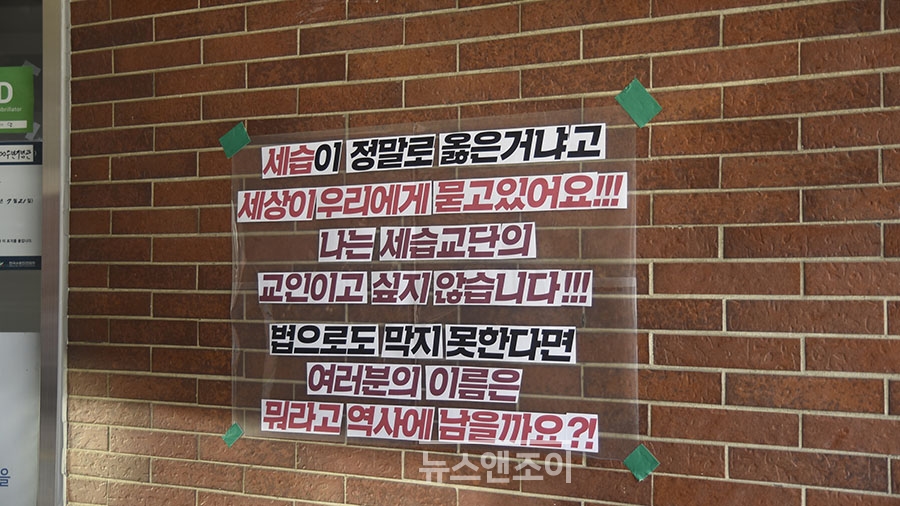 D
세습이 정말로 옳은거냐고
세상이 우리에게 묻고있어요!!!
나는 세습교단의
교인이고 싶지 않습니다!!!
법으로도 막지 못한다면
여러분의 이름은
뭐라고 역사에 남을까요?!
뉴스앤조이
을